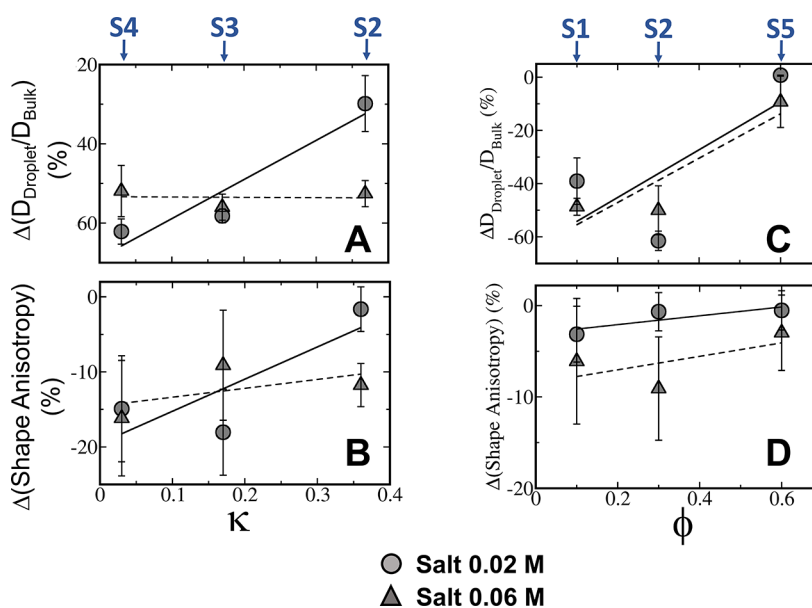 S4 S3 S2
Δ(D_Droplet/D_Bulk)
(%)
20
40
60
A
Δ(Shape Anisotropy)
(%)
0
-10
-20
B
0 0.1 0.2 0.3 0.4
κ
S1 S2 S5
ΔD_Droplet/D_Bulk (%)
0
-20
-40
-60
C
Δ(Shape Anisotropy) (%)
0
-10
-20
D
0 0.2 0.4 0.6
ϕ
Salt 0.02 M
Salt 0.06 M